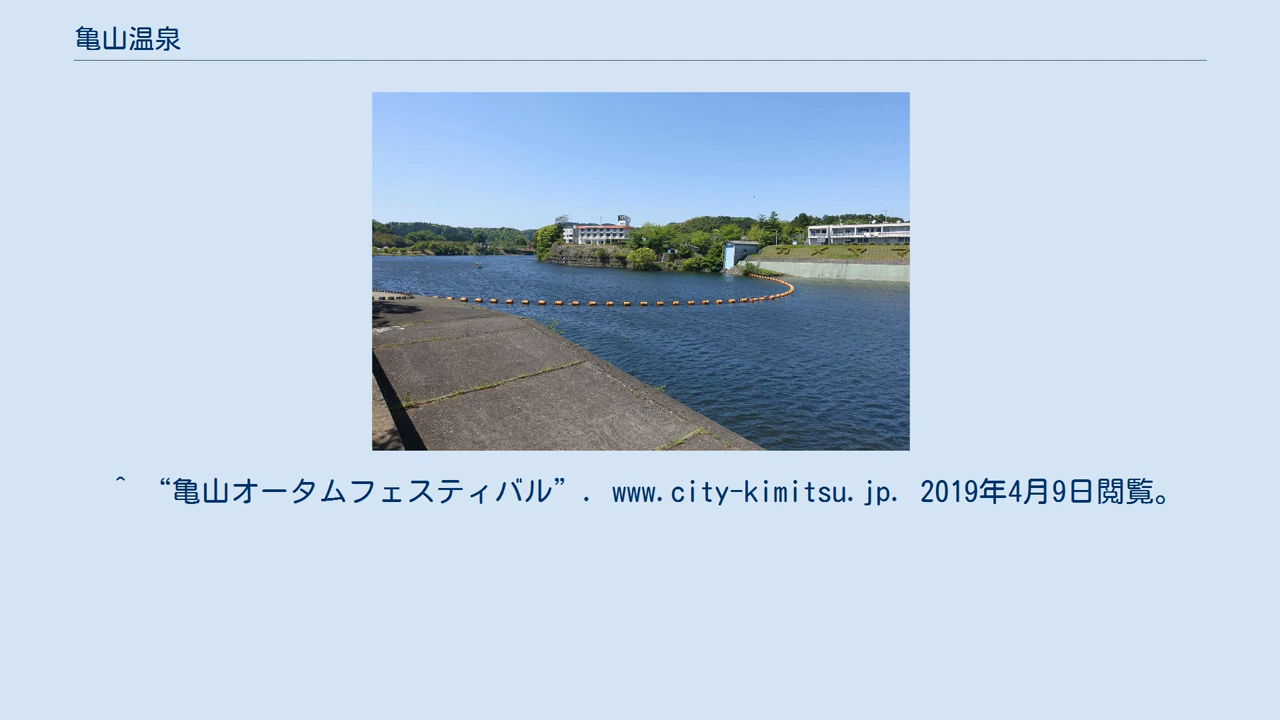 亀山温泉
^ “亀山オータムフェスティバル”. www.city-kimitsu.jp. 2019年4月9日閲覧。